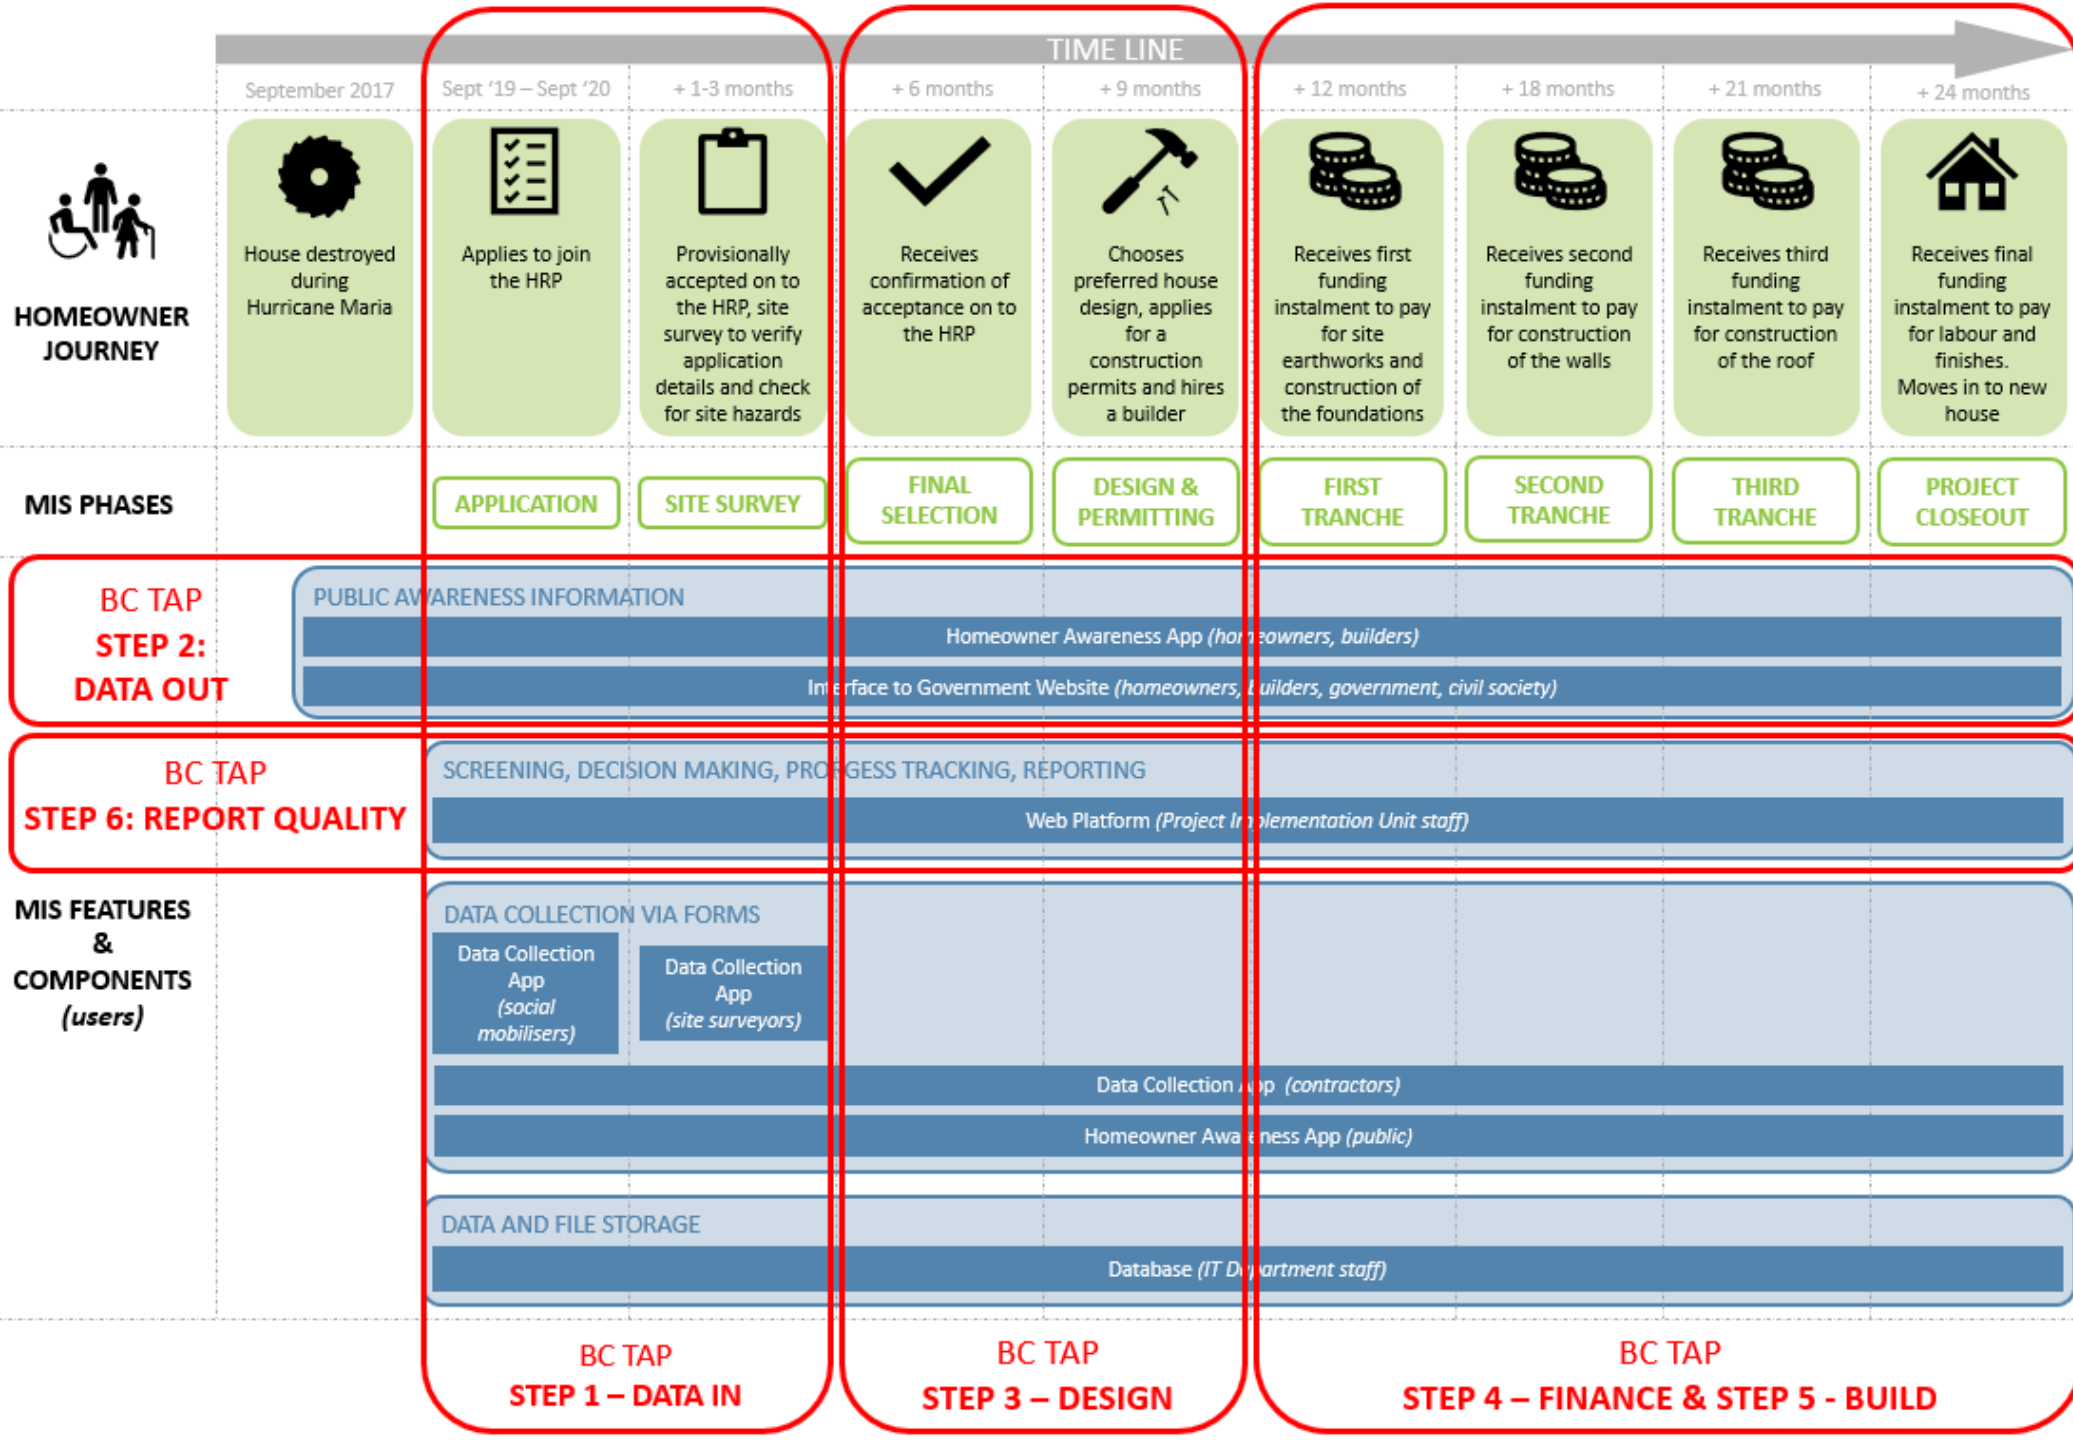 TIME LINE
September 2017
Sept ‘19 – Sept ‘20
+ 1-3 months
+ 6 months
+ 9 months
+ 12 months
+ 18 months
+ 21 months
+ 24 months
HOMEOWNER
JOURNEY
House destroyed
during
Hurricane Maria
Applies to join
the HRP
Provisionally
accepted on to
the HRP, site
survey to verify
application
details and check
for site hazards
Receives
confirmation of
acceptance on to
the HRP
Chooses
preferred house
design, applies
for a
construction
permits and hires
a builder
Receives first
funding
instalment to pay
for site
earthworks and
construction of
the foundations
Receives second
funding
instalment to pay
for construction
of the walls
Receives third
funding
instalment to pay
for construction
of the roof
Receives final
funding
instalment to pay
for labour and
finishes.
Moves in to new
house
MIS PHASES
APPLICATION
SITE SURVEY
FINAL
SELECTION
DESIGN &
PERMITTING
FIRST
TRANCHE
SECOND
TRANCHE
THIRD
TRANCHE
PROJECT
CLOSEOUT
BC TAP
STEP 2:
DATA OUT
PUBLIC AWARENESS INFORMATION
Homeowner Awareness App (homeowners, builders)
Interface to Government Website (homeowners, builders, government, civil society)
BC TAP
STEP 6: REPORT QUALITY
SCREENING, DECISION MAKING, PRORGESS TRACKING, REPORTING
Web Platform (Project Implementation Unit staff)
MIS FEATURES
&
COMPONENTS
(users)
DATA COLLECTION VIA FORMS
Data Collection
App
(social
mobilisers)
Data Collection
App
(site surveyors)
Data Collection App (contractors)
Homeowner Awareness App (public)
DATA AND FILE STORAGE
Database (IT Department staff)
BC TAP
STEP 1 – DATA IN
BC TAP
STEP 3 – DESIGN
BC TAP
STEP 4 – FINANCE & STEP 5 - BUILD